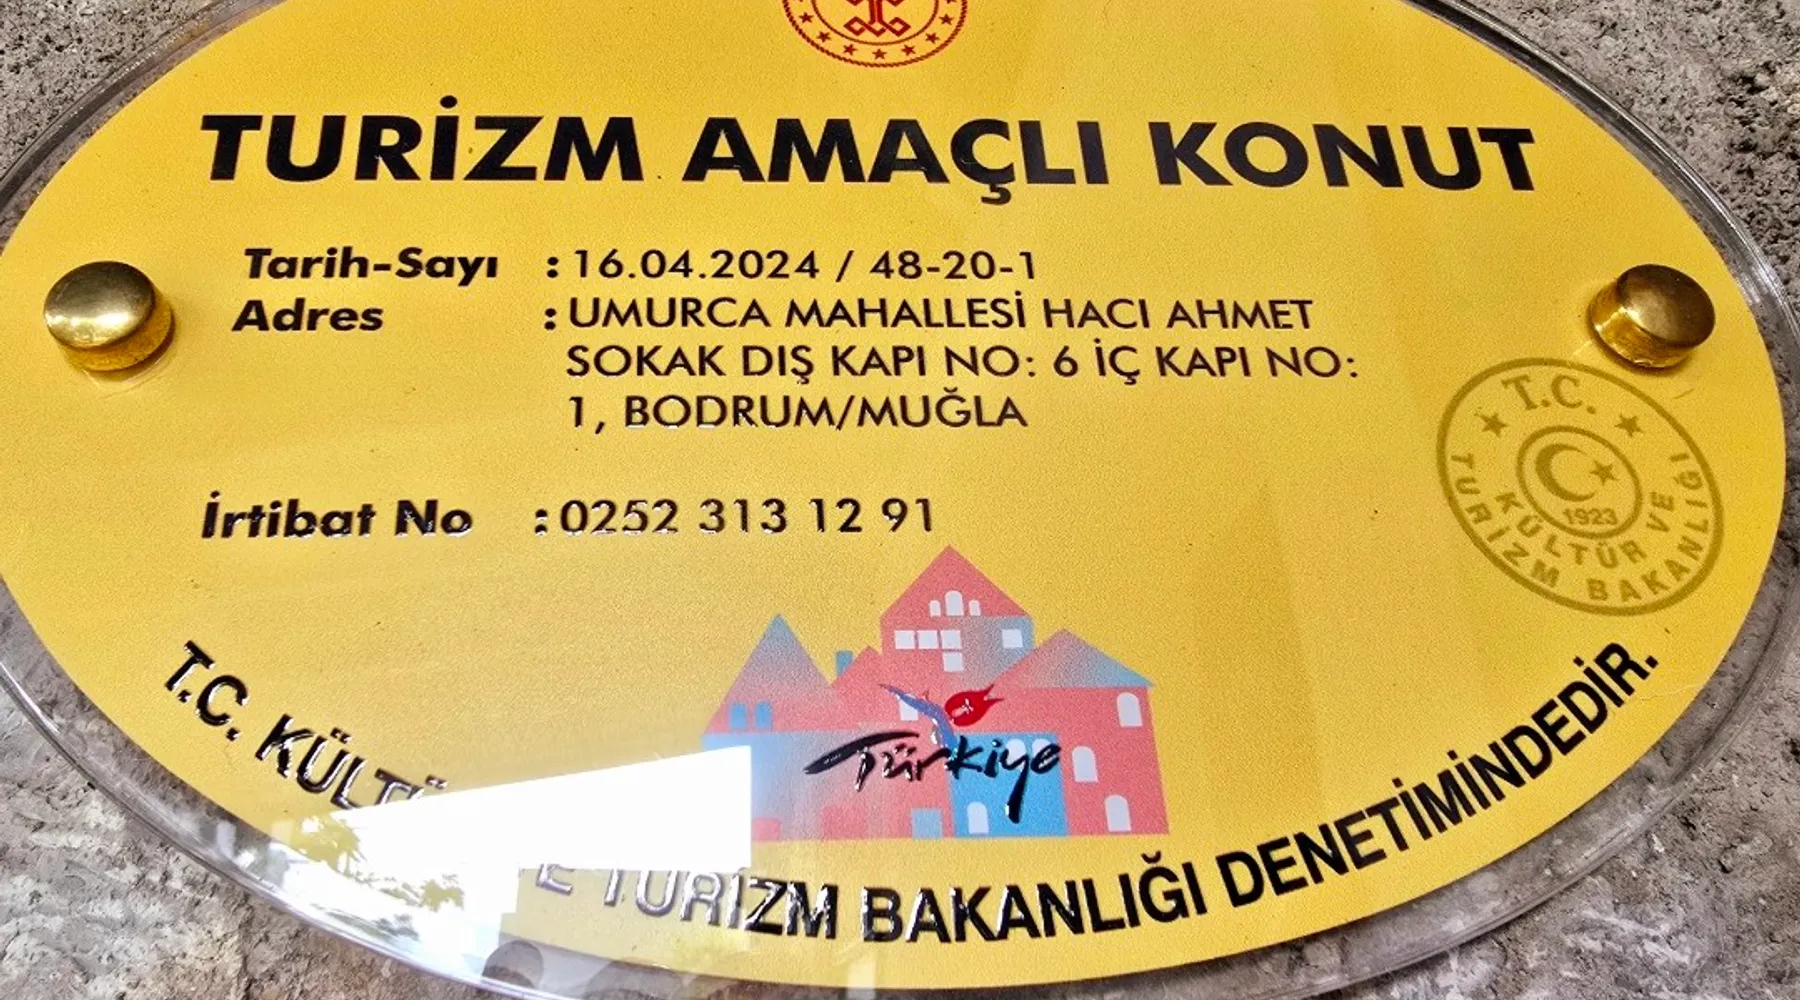 TURİZM AMAÇLI KONUT
Tarih-Sayı : 16.04.2024 / 48-20-1
Adres : UMURCA MAHALLESİ HACI AHMET
SOKAK DIŞ KAPI NO: 6 İÇ KAPI NO:
1, BODRUM/MUĞLA
İrtibat No : 0252 313 12 91
T.C.
KÜLTÜR VE
TURİZM BAKANLIĞI
1923
Türkiye
T.C. KÜLTÜR VE TURİZM BAKANLIĞI DENETİMİNDEDİR.